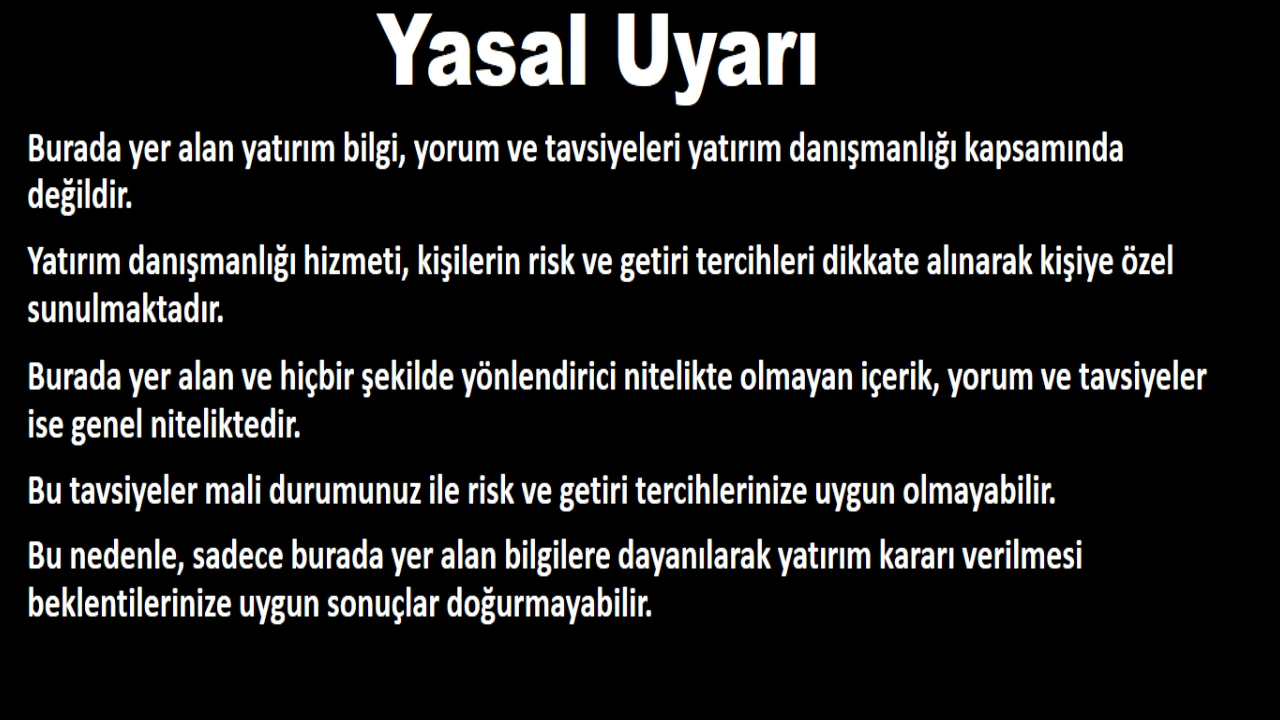 Yasal Uyarı
Burada yer alan yatırım bilgi, yorum ve tavsiyeleri yatırım danışmanlığı kapsamında
değildir.
Yatırım danışmanlığı hizmeti, kişilerin risk ve getiri tercihleri dikkate alınarak kişiye özel
sunulmaktadır.
Burada yer alan ve hiçbir şekilde yönlendirici nitelikte olmayan içerik, yorum ve tavsiyeler
ise genel niteliktedir.
Bu tavsiyeler mali durumunuz ile risk ve getiri tercihlerinize uygun olmayabilir.
Bu nedenle, sadece burada yer alan bilgilere dayanılarak yatırım kararı verilmesi
beklentilerinize uygun sonuçlar doğurmayabilir.